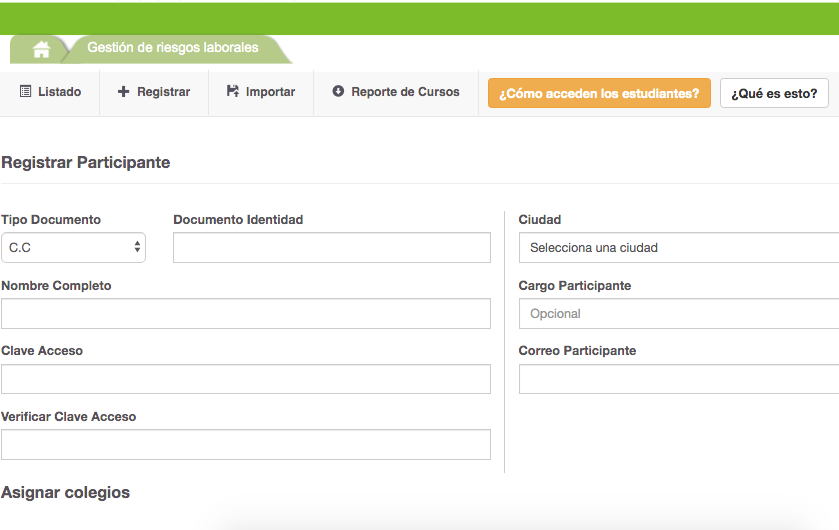 Gestión de riesgos laborales
Listado Registrar Importar Reporte de Cursos ¿Cómo acceden los estudiantes? ¿Qué es esto?
Registrar Participante
Tipo Documento Documento Identidad Ciudad
C.C Selecciona una ciudad
Nombre Completo Cargo Participante
Opcional
Clave Acceso Correo Participante
Verificar Clave Acceso
Asignar colegios